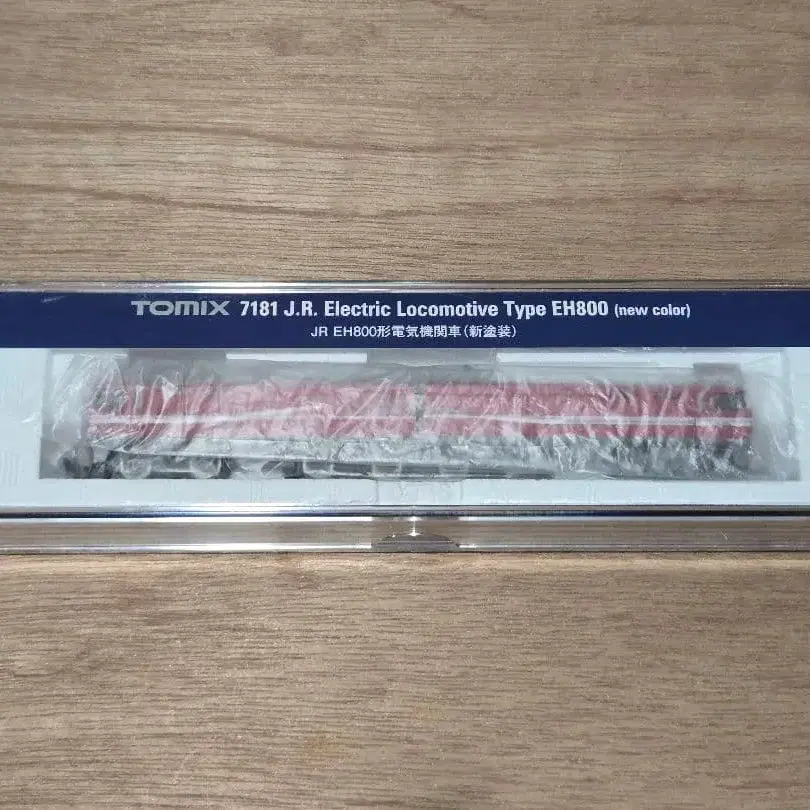 TOMIX 7181 J.R. Electric Locomotive Type EH800 (new color)
JR EH800形電気機関車(新塗装)